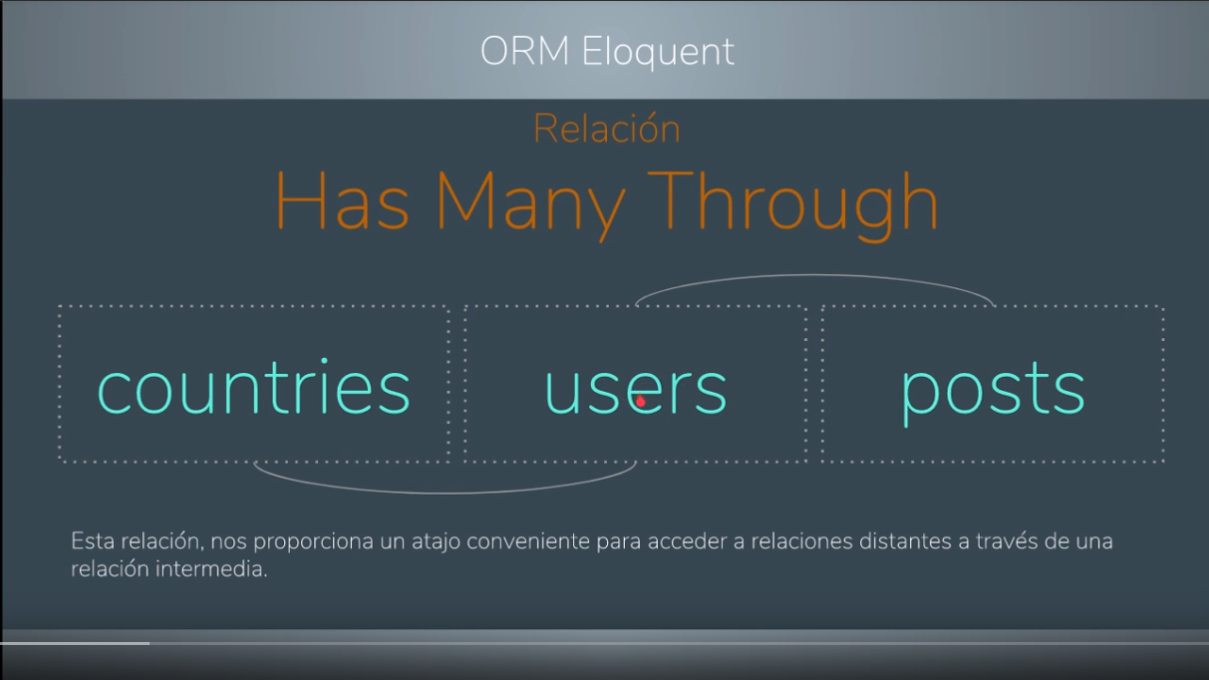 ORM Eloquent
Relación
Has Many Through
countries users posts
Esta relación, nos proporciona un atajo conveniente para acceder a relaciones distantes a través de una
relación intermedia.